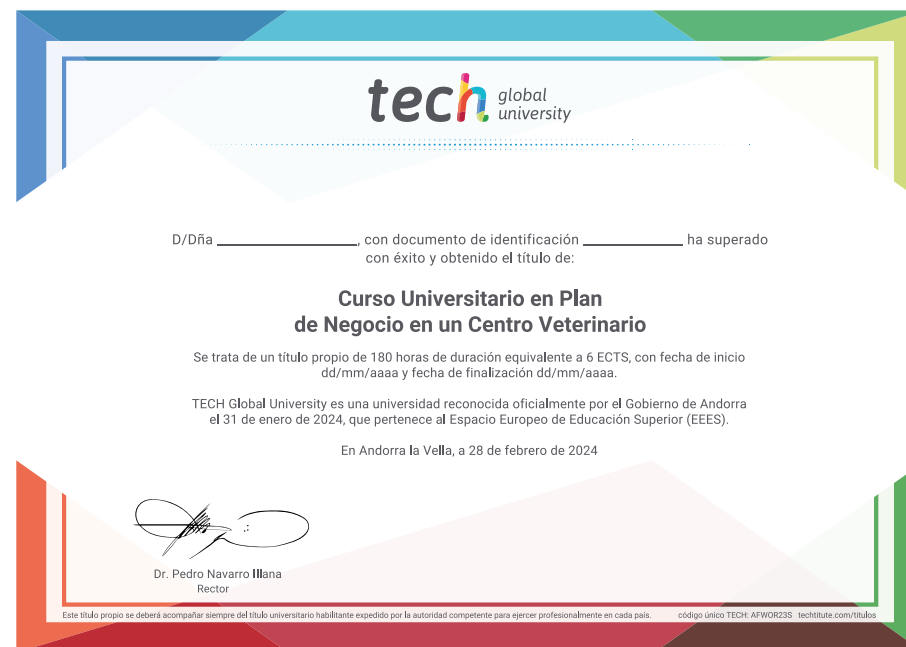 tech global university
D/Dña ____________________, con documento de identificación ______________ ha superado
con éxito y obtenido el título de:
Curso Universitario en Plan
de Negocio en un Centro Veterinario
Se trata de un título propio de 180 horas de duración equivalente a 6 ECTS, con fecha de inicio
dd/mm/aaaa y fecha de finalización dd/mm/aaaa.
TECH Global University es una universidad reconocida oficialmente por el Gobierno de Andorra
el 31 de enero de 2024, que pertenece al Espacio Europeo de Educación Superior (EEES).
En Andorra la Vella, a 28 de febrero de 2024
Dr. Pedro Navarro Illana
Rector
Este título propio se deberá acompañar siempre del título universitario habilitante expedido por la autoridad competente para ejercer profesionalmente en cada país. código único TECH: AFWOR23S techtitute.com/titulos